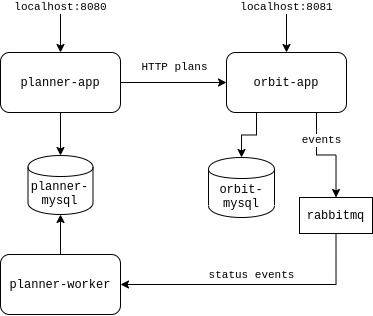 localhost:8080
localhost:8081
planner-app
HTTP plans
orbit-app
events
planner-
mysql
orbit-
mysql
rabbitmq
planner-worker
status events